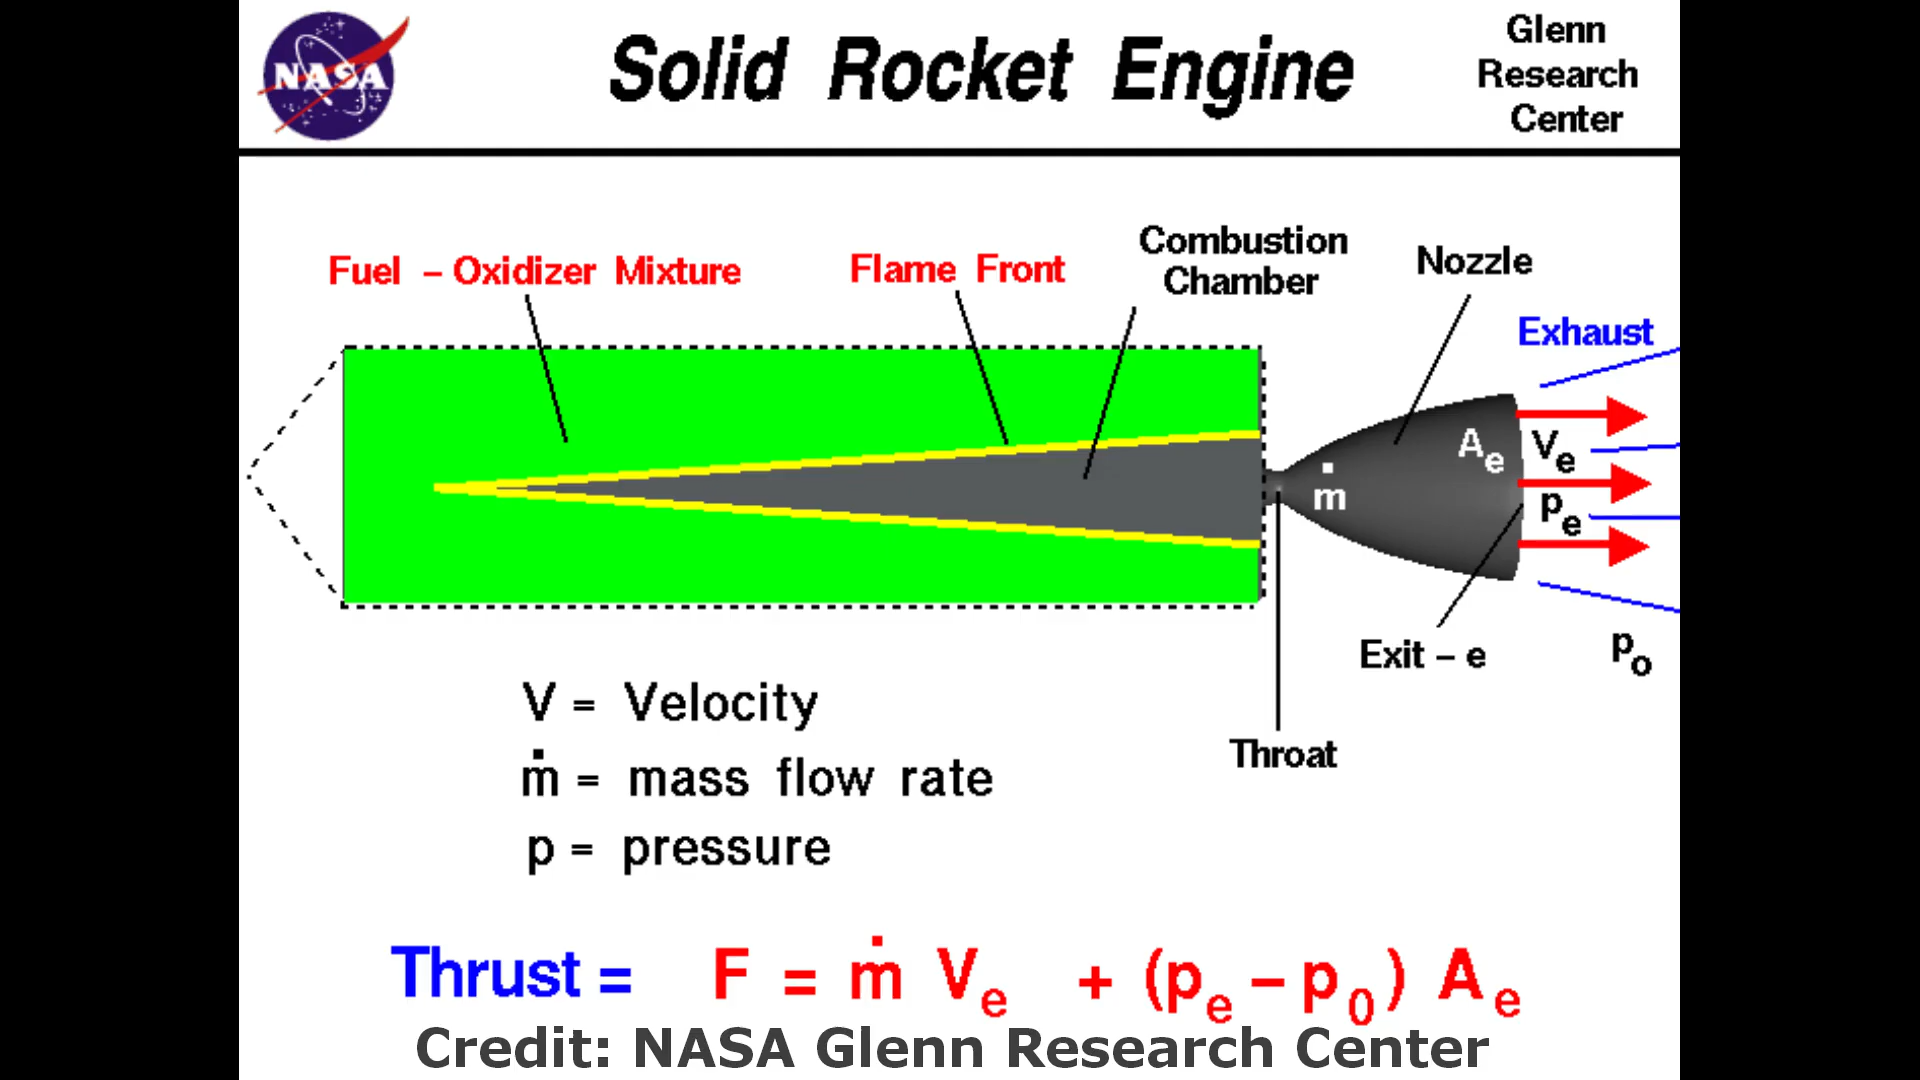 NASA
Solid Rocket Engine
Glenn
Research
Center
Fuel – Oxidizer Mixture
Flame Front
Combustion
Chamber
Nozzle
Exhaust
Ae
Ve
ṁ
pe
Exit – e
po
Throat
V = Velocity
ṁ = mass flow rate
p = pressure
Thrust = F = ṁ Ve + (pe – p0) Ae
Credit: NASA Glenn Research Center